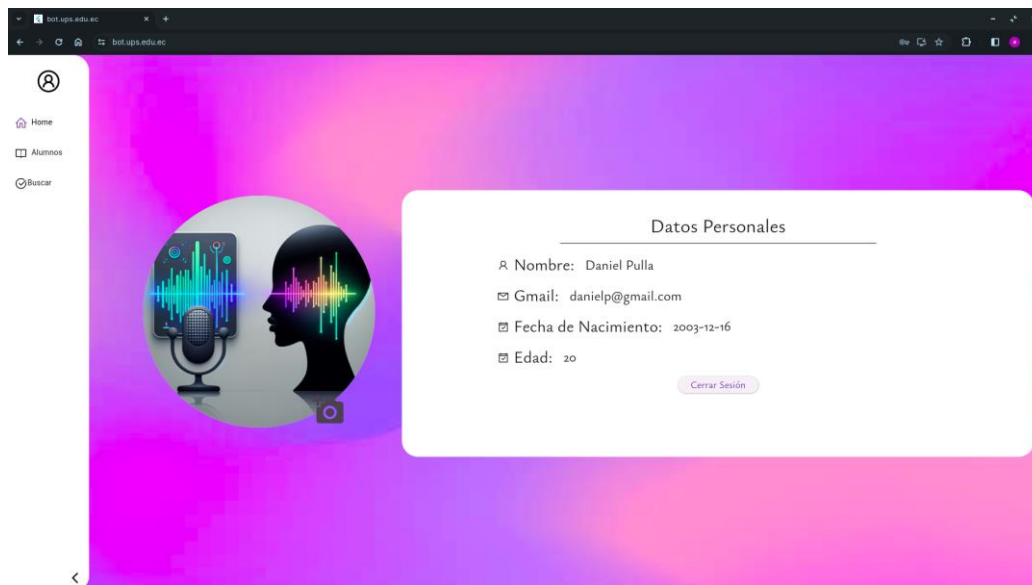 bot.ups.edu.ec
bot.ups.edu.ec
Home
Alumnos
Buscar
Datos Personales
Nombre: Daniel Pulla
Gmail: danielp@gmail.com
Fecha de Nacimiento: 2003-12-16
Edad: 20
Cerrar Sesión